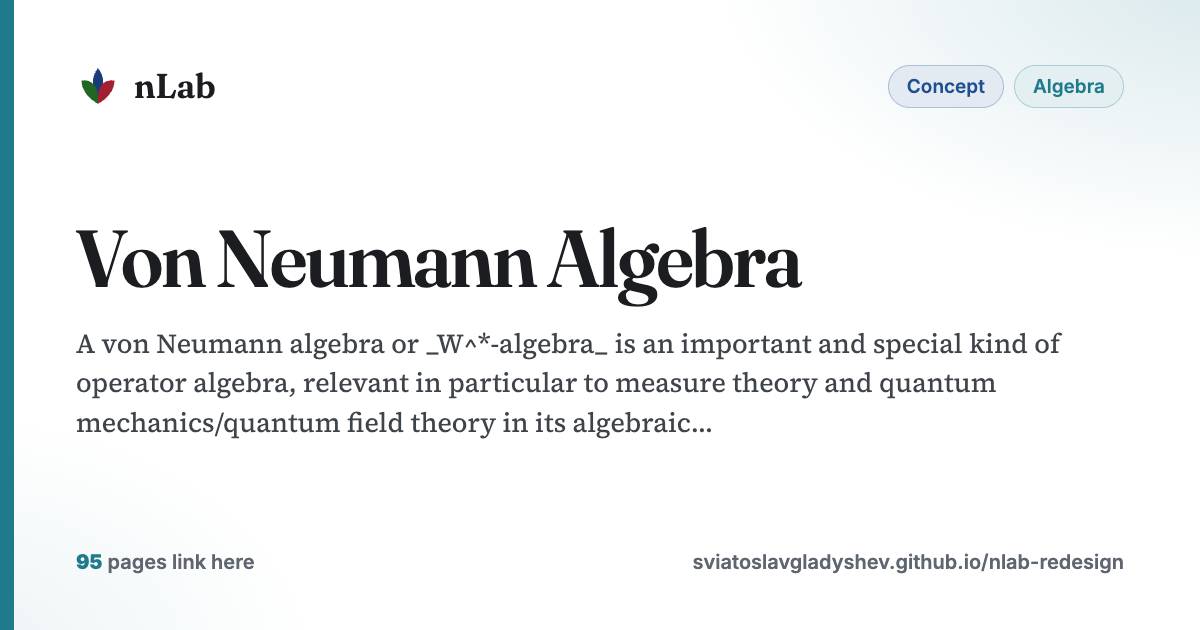 nLab
Concept
Algebra
Von Neumann Algebra
A von Neumann algebra or _W^*-algebra_ is an important and special kind of
operator algebra, relevant in particular to measure theory and quantum
mechanics/quantum field theory in its algebraic...
95 pages link here
sviatoslavgladyshev.github.io/nlab-redesign